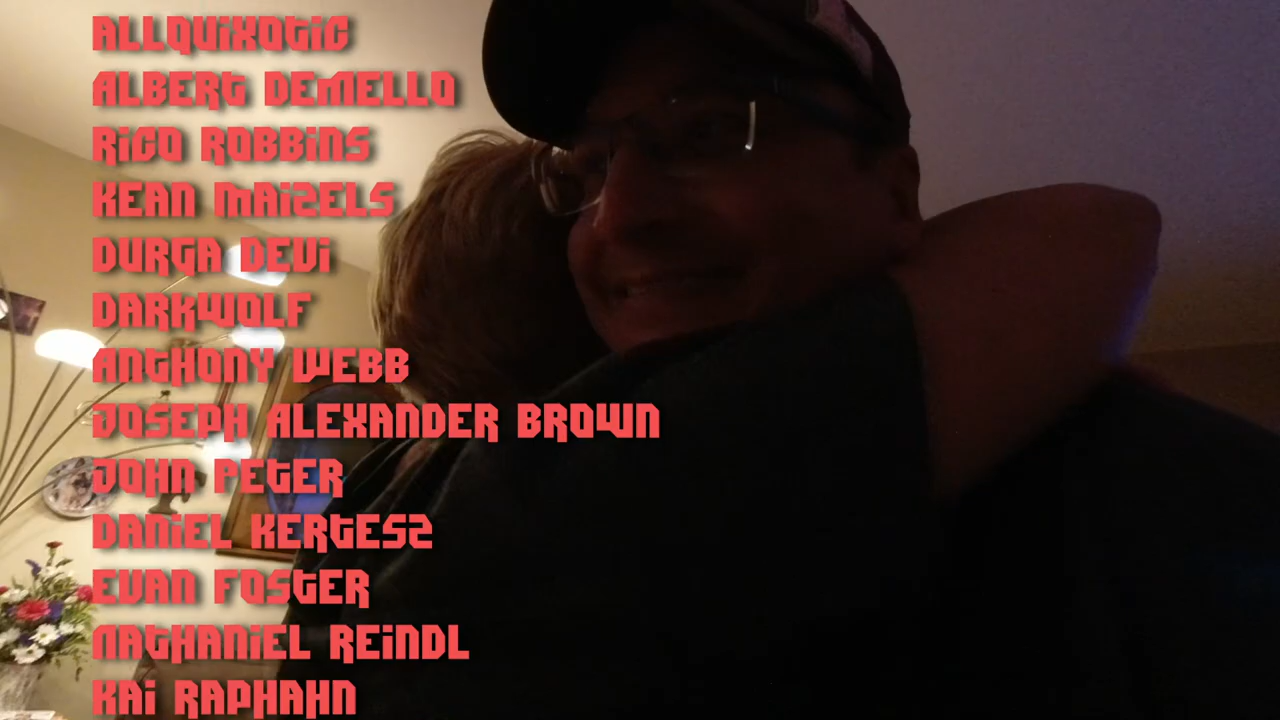 ALLQUiXOtiC
ALBERt DEMELLO
RiCO ROBBiNS
KEAN MAiZELS
DURGA DEVi
DARKWOLF
ANtHONY WEBB
JOSEPH ALEXANDER BROWN
JOHN PEtER
DANiEL KERtESZ
EVAN FOStER
NAtHANiEL REiNDL
KAi RAPHAHN